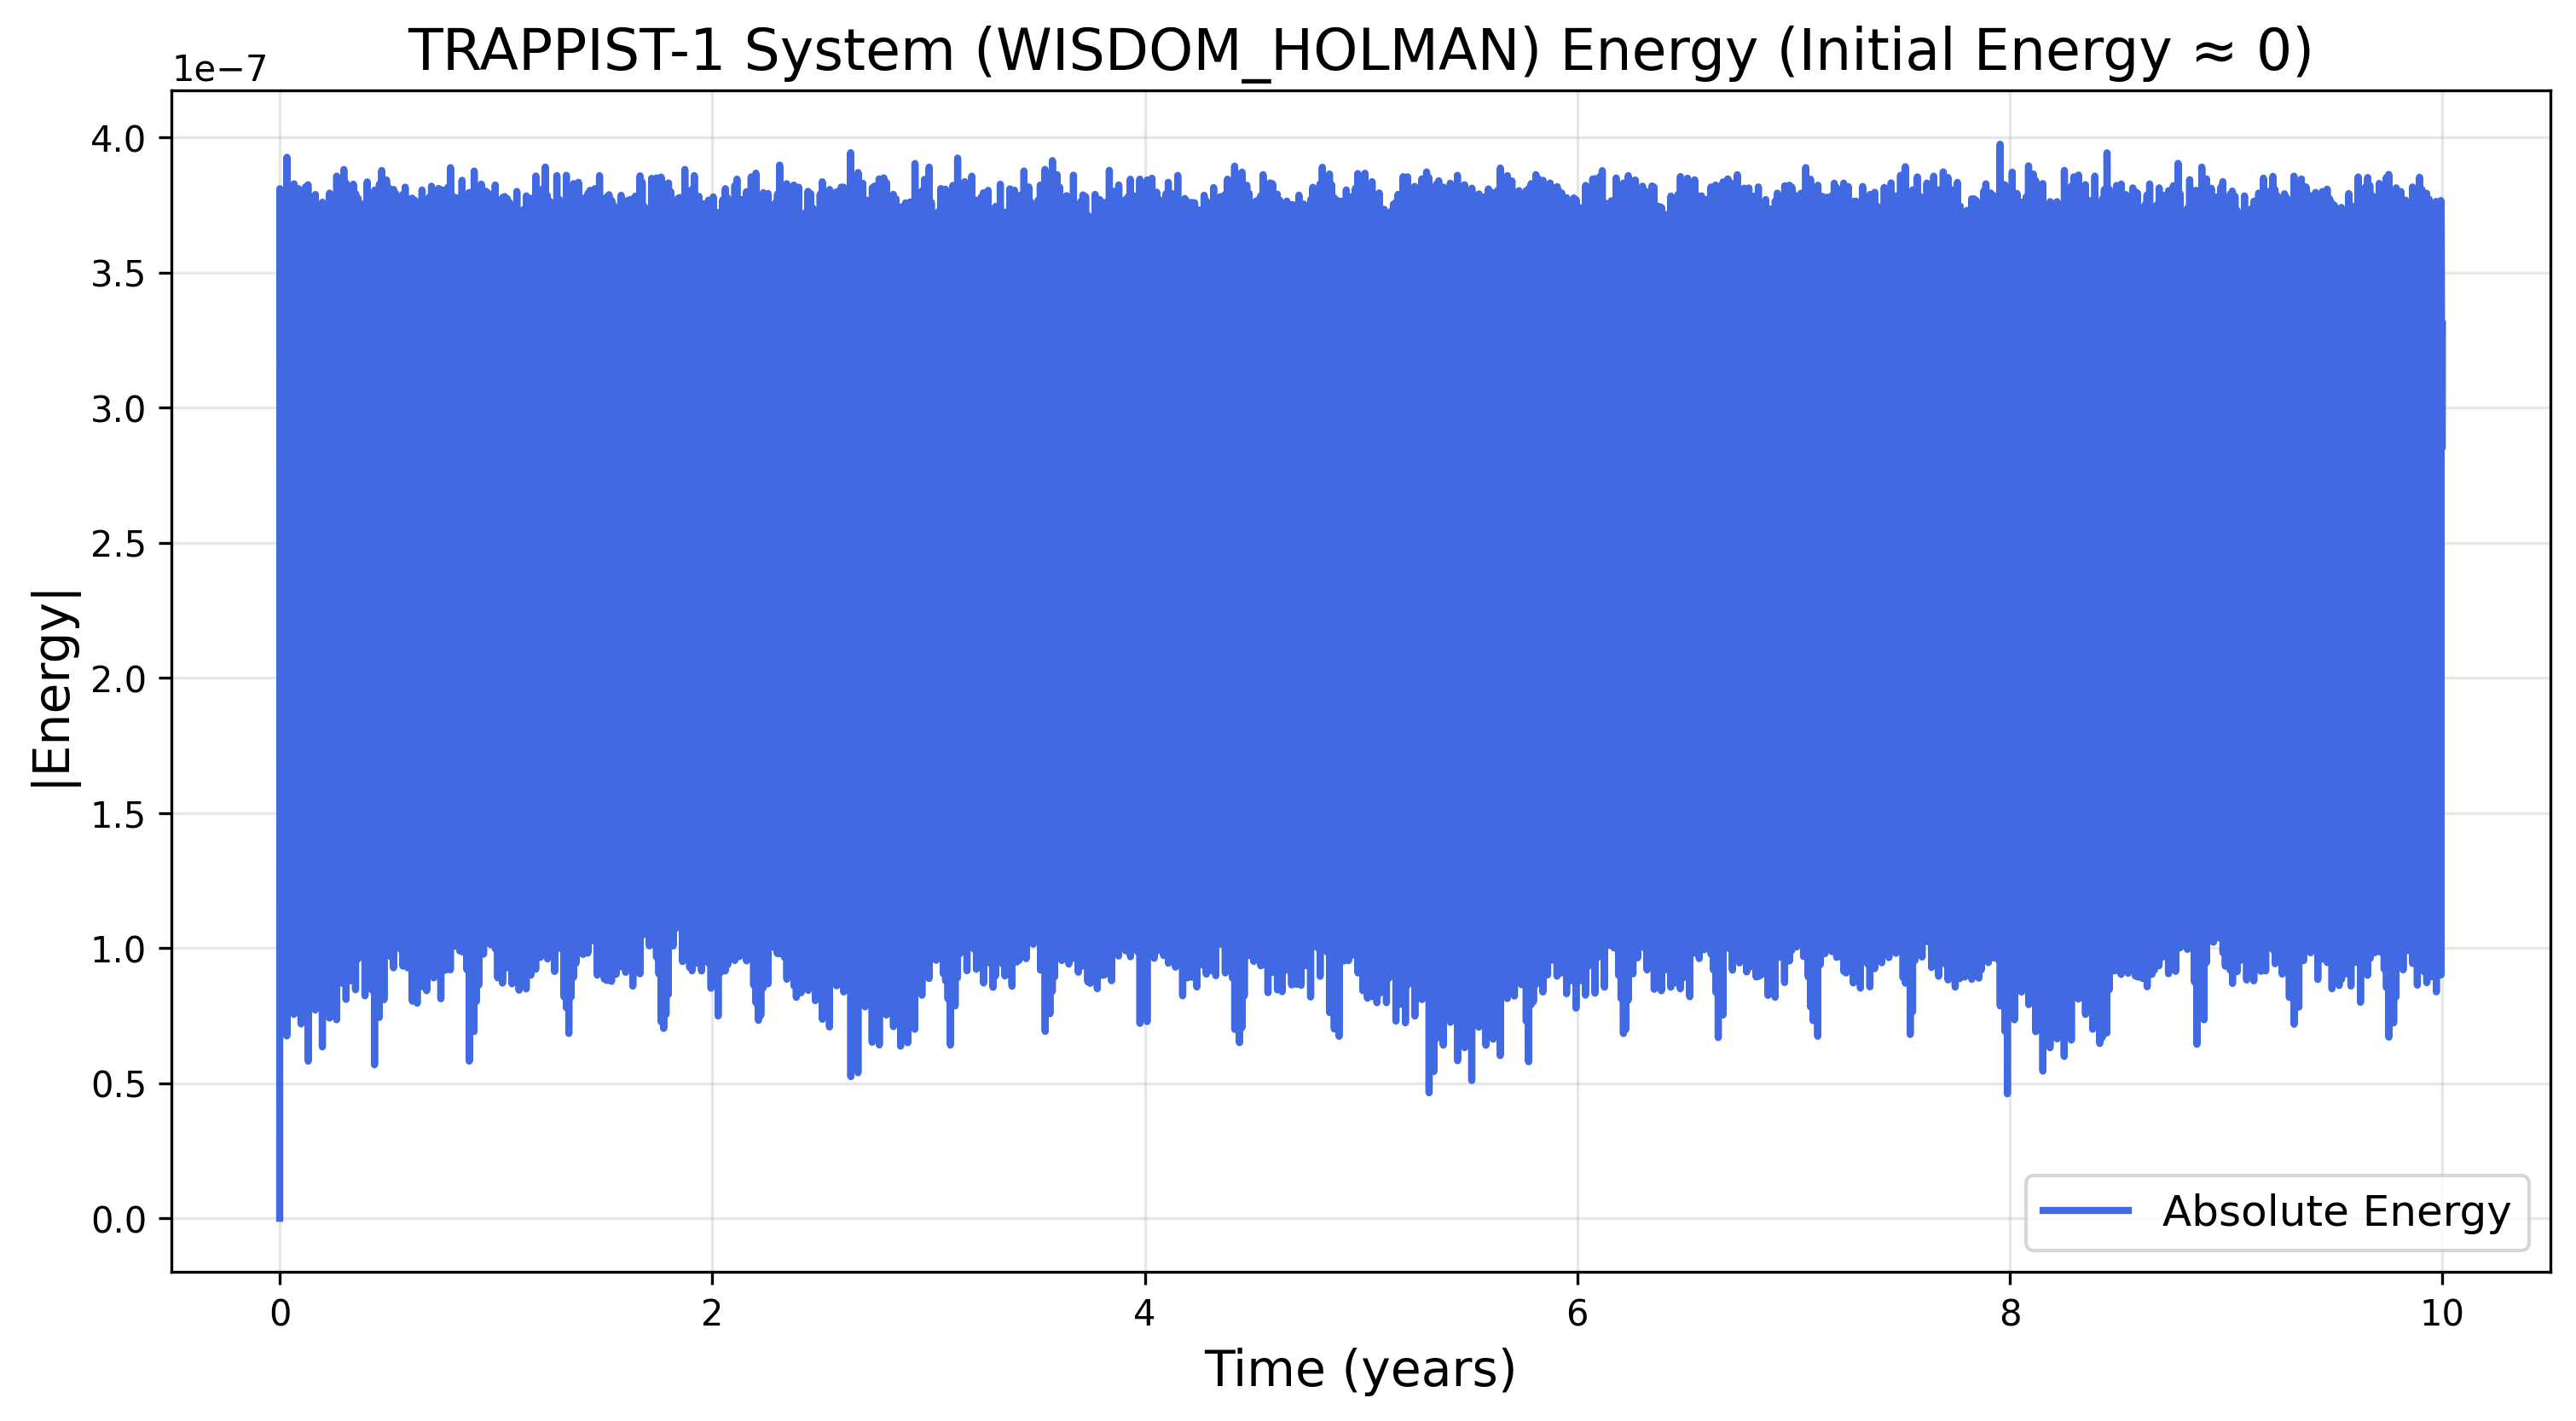 TRAPPIST-1 System (WISDOM_HOLMAN) Energy (Initial Energy ≈ 0)
1e−7
4.0
3.5
3.0
2.5
2.0
1.5
1.0
0.5
0.0
|Energy|
Absolute Energy
0 2 4 6 8 10
Time (years)